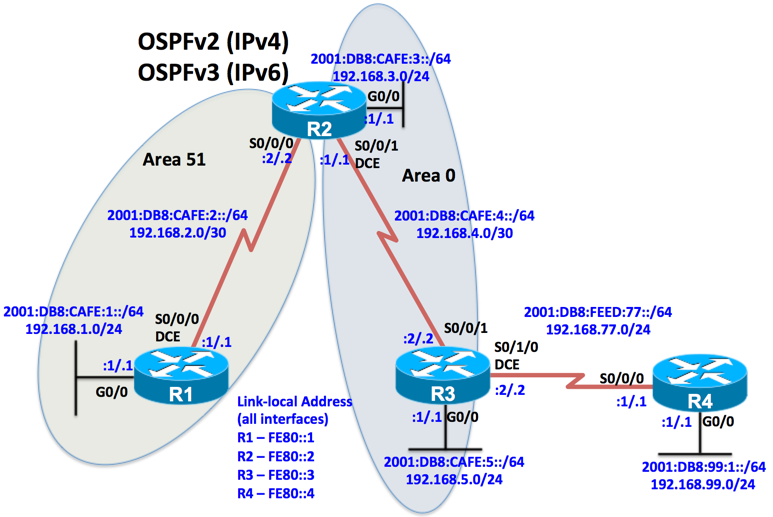 OSPFv2 (IPv4)
OSPFv3 (IPv6)
2001:DB8:CAFE:3::/64
192.168.3.0/24
G0/0
:1/.1
R2
S0/0/0
:2/.2
:1/.1
S0/0/1
DCE
Area 51
Area 0
2001:DB8:CAFE:2::/64
192.168.2.0/30
2001:DB8:CAFE:4::/64
192.168.4.0/30
2001:DB8:CAFE:1::/64
192.168.1.0/24
S0/0/0
DCE
:1/.1
:1/.1
G0/0
R1
2001:DB8:FEED:77::/64
192.168.77.0/24
:2/.2
S0/0/1
S0/1/0
DCE
:2/.2
R3
:1/.1
G0/0
S0/0/0
:1/.1
R4
:1/.1
G0/0
Link-local Address
(all interfaces)
R1 – FE80::1
R2 – FE80::2
R3 – FE80::3
R4 – FE80::4
2001:DB8:CAFE:5::/64
192.168.5.0/24
2001:DB8:99:1::/64
192.168.99.0/24